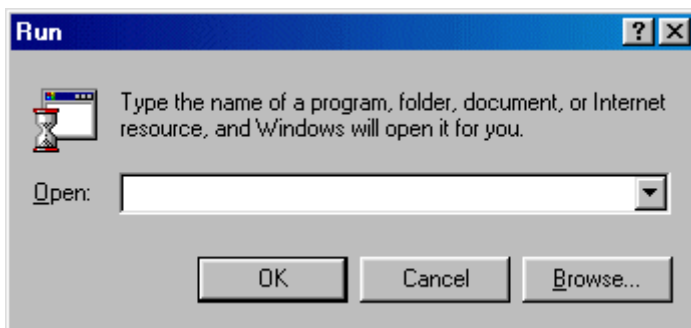 Run
Type the name of a program, folder, document, or Internet
resource, and Windows will open it for you.
Open:
OK Cancel Browse...